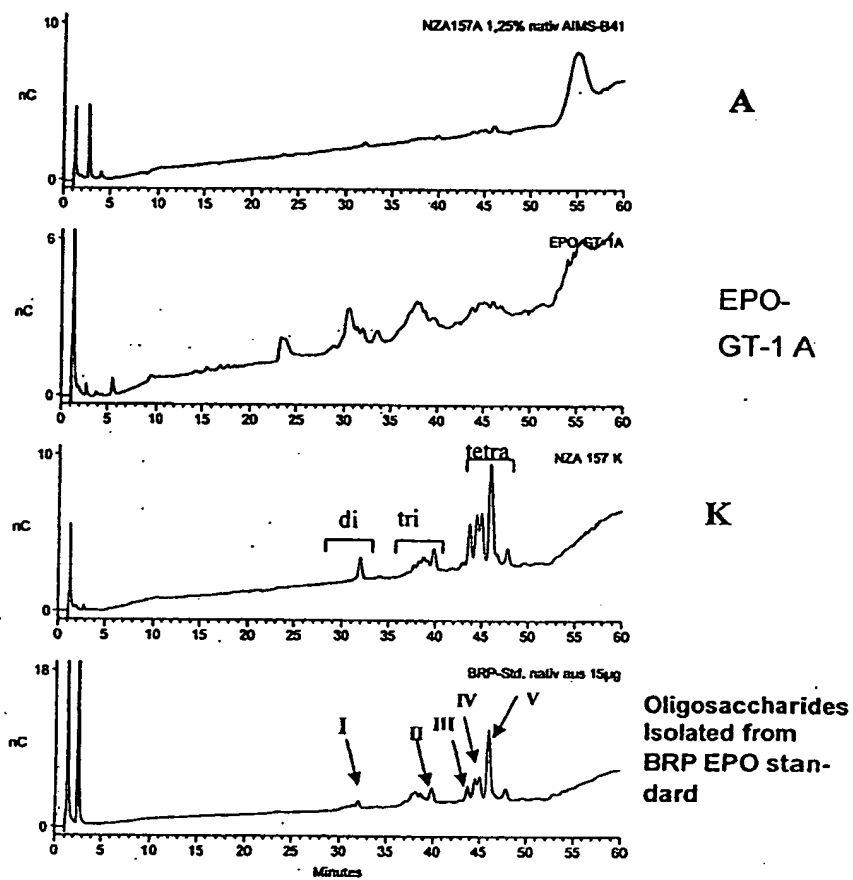 10
NZA157A 1,25% nativ AIMS-B41
nC
A
0
0 5 10 15 20 25 30 35 40 45 50 55 60
6
EPO-GT-1A
nC
EPO-
GT-1 A
0
0 5 10 15 20 25 30 35 40 45 50 55 60
10
tetra
NZA 157 K
nC
di
tri
K
0
0 5 10 15 20 25 30 35 40 45 50 55 60
18
BRP-Std. nativ aus 15µg
I
II
III
IV
V
nC
Oligosaccharides
Isolated from
BRP EPO stan-
dard
0
0 5 10 15 20 25 30 35 40 45 50 55 60
Minutes